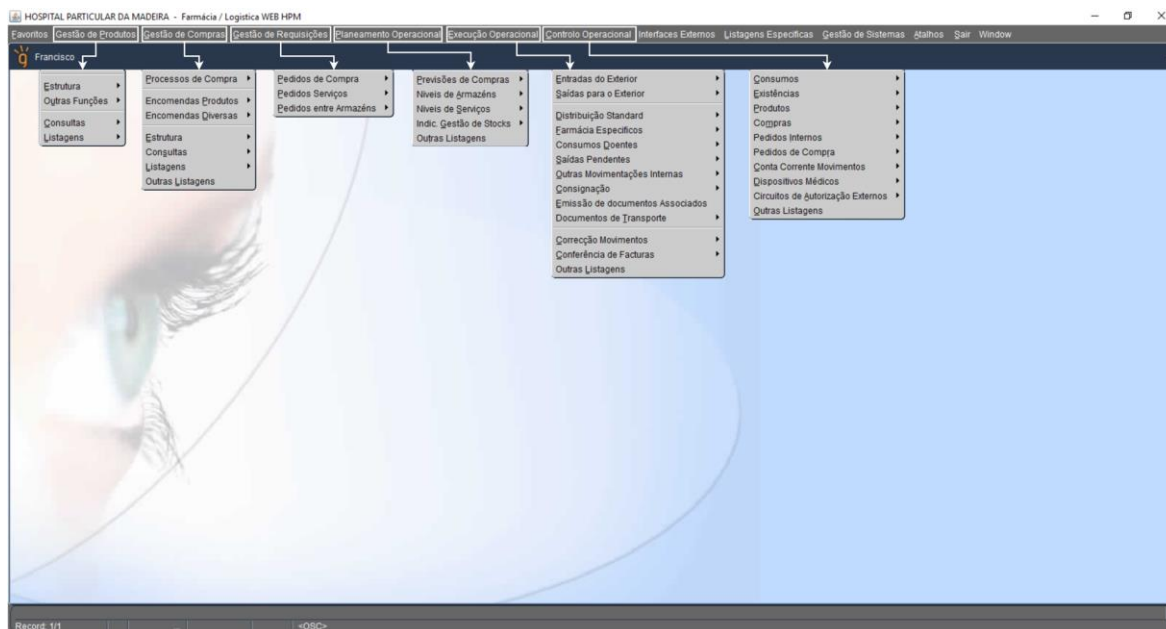 HOSPITAL PARTICULAR DA MADEIRA - Farmácia / Logistica WEB HPM
Favoritos Gestão de Produtos Gestão de Compras Gestão de Requisições Planeamento Operacional Execução Operacional Controlo Operacional Interfaces Externos Listagens Especificas Gestão de Sistemas Atalhos Sair Window
Francisco
Estrutura
Outras Funções
Consultas
Listagens
Processos de Compra
Encomendas Produtos
Encomendas Diversas
Estrutura
Consultas
Listagens
Outras Listagens
Pedidos de Compra
Pedidos Serviços
Pedidos entre Armazéns
Previsões de Compras
Niveis de Armazéns
Niveis de Serviços
Indic. Gestão de Stocks
Outras Listagens
Entradas do Exterior
Saídas para o Exterior
Distribuição Standard
Farmácia Especificos
Consumos Doentes
Saídas Pendentes
Outras Movimentações Internas
Consignação
Emissão de documentos Associados
Documentos de Transporte
Correcção Movimentos
Conferência de Facturas
Outras Listagens
Consumos
Existências
Produtos
Compras
Pedidos Internos
Pedidos de Compra
Conta Corrente Movimentos
Dispositivos Médicos
Circuitos de Autorização Externos
Outras Listagens
Record: 1/1
<OSC>